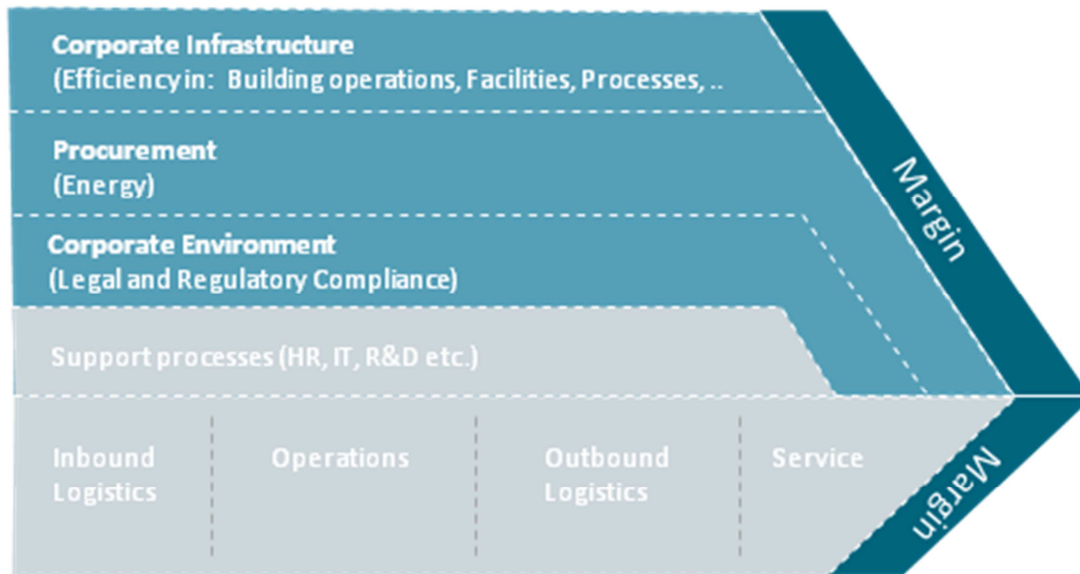 Corporate Infrastructure
(Efficiency in: Building operations, Facilities, Processes, ..
Margin
Procurement
(Energy)
Corporate Environment
(Legal and Regulatory Compliance)
Support processes (HR, IT, R&D etc.)
Inbound
Logistics
Operations
Outbound
Logistics
Service
Margin